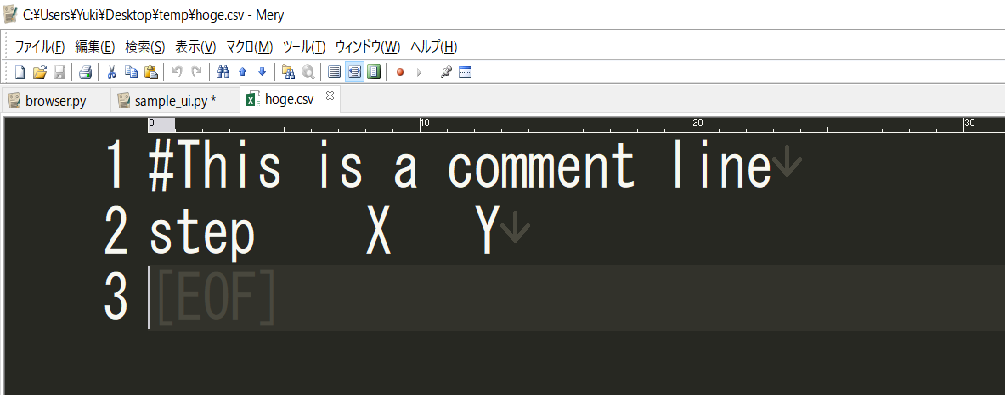 C:¥Users¥Yuki¥Desktop¥temp¥hoge.csv - Mery
ファイル(F) 編集(E) 検索(S) 表示(V) マクロ(M) ツール(T) ウィンドウ(W) ヘルプ(H)
browser.py sample_ui.py * hoge.csv
0 10 20 30
1 #This is a comment line↓
2 step X Y↓
3 [EOF]